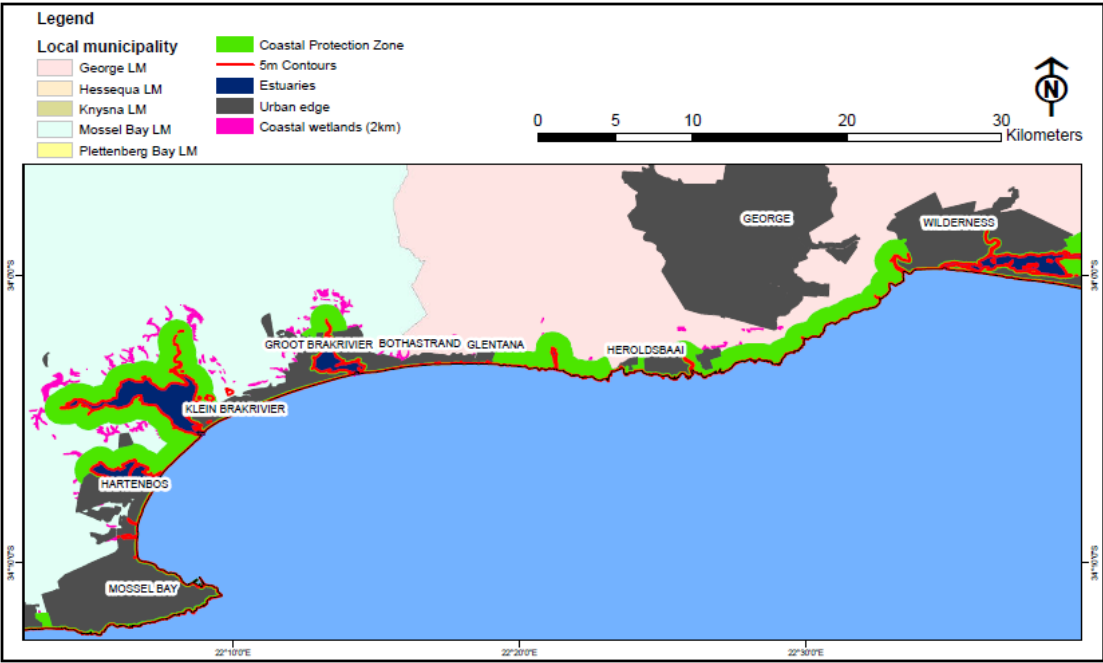 Legend
Local municipality
George LM
Hessequa LM
Knysna LM
Mossel Bay LM
Plettenberg Bay LM
Coastal Protection Zone
5m Contours
Estuaries
Urban edge
Coastal wetlands (2km)
N
0 5 10 20 30
Kilometers
GEORGE
WILDERNESS
34°0'0"S
34°0'0"S
GROOT BRAKRIVIER BOTHASTRAND GLENTANA
HEROLDSBAAI
KLEIN BRAKRIVIER
HARTENBOS
34°10'0"S
34°10'0"S
MOSSEL BAY
22°10'0"E 22°20'0"E 22°30'0"E